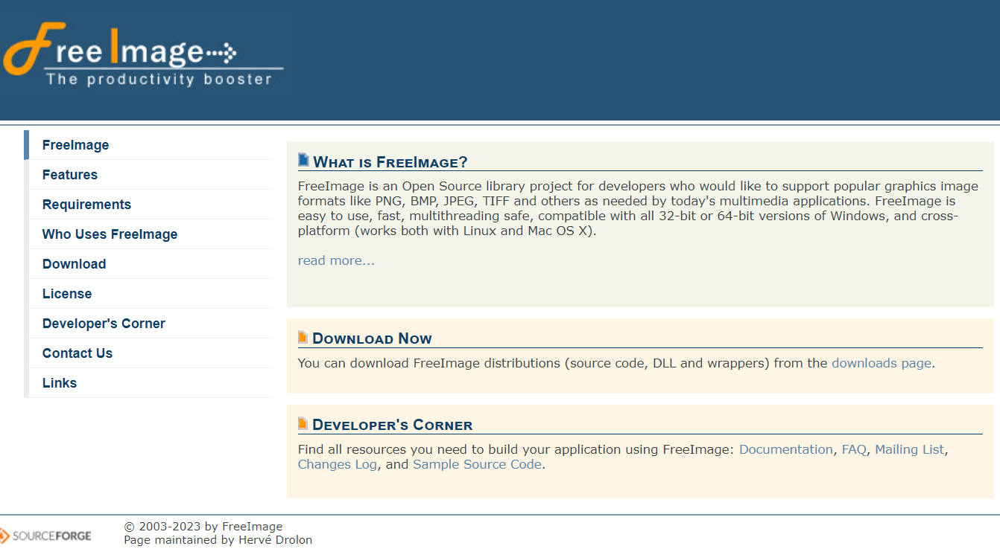 Free Image
The productivity booster
FreeImage
Features
Requirements
Who Uses FreeImage
Download
License
Developer's Corner
Contact Us
Links
What is FreeImage?
FreeImage is an Open Source library project for developers who would like to support popular graphics image
formats like PNG, BMP, JPEG, TIFF and others as needed by today's multimedia applications. FreeImage is
easy to use, fast, multithreading safe, compatible with all 32-bit or 64-bit versions of Windows, and cross-
platform (works both with Linux and Mac OS X).
read more...
Download Now
You can download FreeImage distributions (source code, DLL and wrappers) from the downloads page.
Developer's Corner
Find all resources you need to build your application using FreeImage: Documentation, FAQ, Mailing List,
Changes Log, and Sample Source Code.
SOURCEFORGE
© 2003-2023 by FreeImage
Page maintained by Hervé Drolon